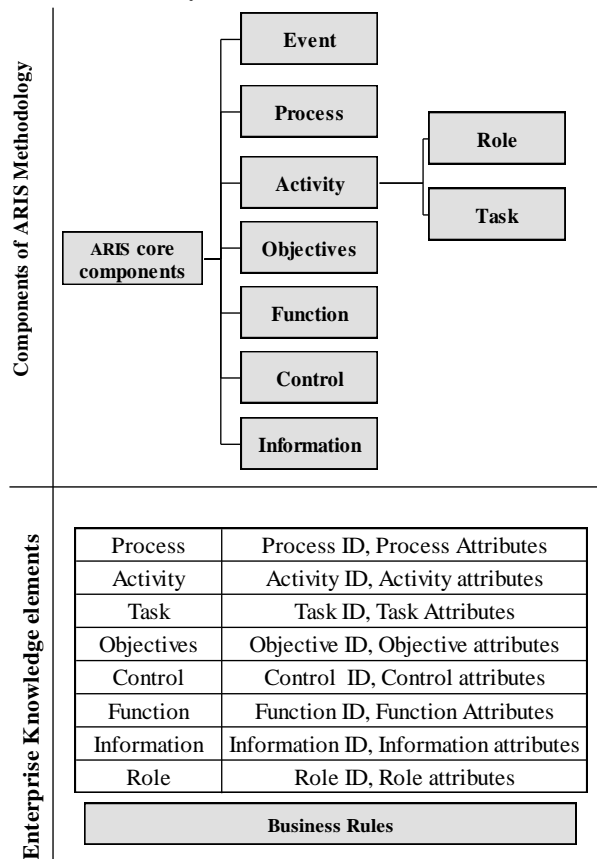 Components of ARIS Methodology
Event
Process
Activity
Role
Task
ARIS core
components
Objectives
Function
Control
Information
Enterprise Knowledge elements
Process Process ID, Process Attributes
Activity Activity ID, Activity attributes
Task Task ID, Task Attributes
Objectives Objective ID, Objective attributes
Control Control ID, Control attributes
Function Function ID, Function Attributes
Information Information ID, Information attributes
Role Role ID, Role attributes
Business Rules